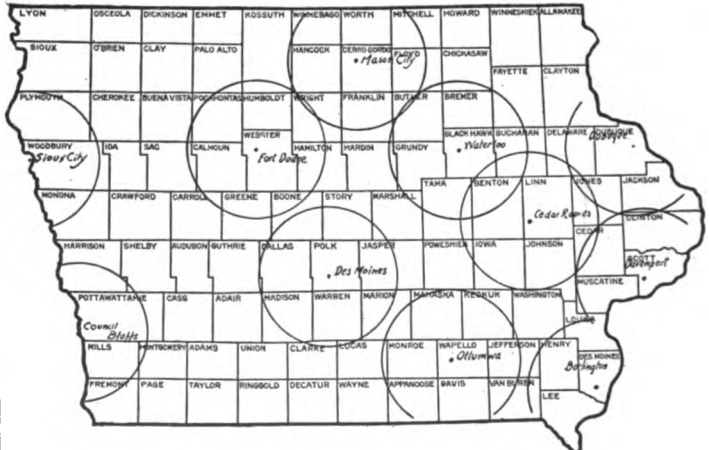 LYON OSCEOLA DICKINSON EMMET KOSSUTH WINNEBAGO WORTH MITCHELL HOWARD WINNESHIEK ALLAMAKEE
SIOUX O'BRIEN CLAY PALO ALTO HANCOCK CERRO GORDO FLOYD CHICKASAW
Mason City
FAYETTE CLAYTON
PLYMOUTH CHEROKEE BUENA VISTA POCAHONTAS HUMBOLDT WRIGHT FRANKLIN BUTLER BREMER
WEBSTER BLACK HAWK BUCHANAN DELAWARE DUBUQUE
Dubuque
WOODBURY IDA SAC CALHOUN HAMILTON HARDIN GRUNDY
Sioux City Fort Dodge Waterloo
TAMA BENTON LINN JONES JACKSON
MONONA CRAWFORD CARROLL GREENE BOONE STORY MARSHALL
Cedar Rapids CLINTON
CEDAR
HARRISON SHELBY AUDUBON GUTHRIE DALLAS POLK JASPER POWESHIEK IOWA JOHNSON
SCOTT
Davenport
Des Moines MUSCATINE
POTTAWATTAMIE CASS ADAIR MADISON WARREN MARION MAHASKA KEOKUK WASHINGTON
LOUISA
Council
Bluffs
MILLS MONTGOMERY ADAMS UNION CLARKE LUCAS MONROE WAPELLO JEFFERSON HENRY
Ottumwa DES MOINES
Burlington
FREMONT PAGE TAYLOR RINGGOLD DECATUR WAYNE APPANOOSE DAVIS VAN BUREN
LEE